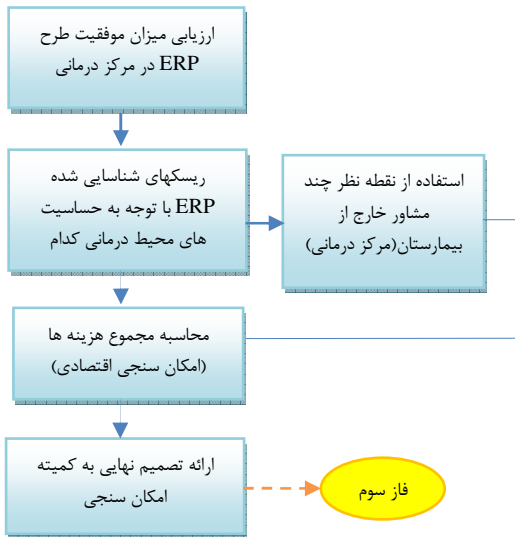 ارزیابی میزان موفقیت طرح
ERP در مرکز درمانی
ریسکهای شناسایی شده
ERP با توجه به حساسیت
های محیط درمانی کدام
استفاده از نقطه نظر چند
مشاور خارج از
بیمارستان(مرکز درمانی)
محاسبه مجموع هزینه ها
(امکان سنجی اقتصادی)
ارائه تصمیم نهایی به کمیته
امکان سنجی
فاز سوم